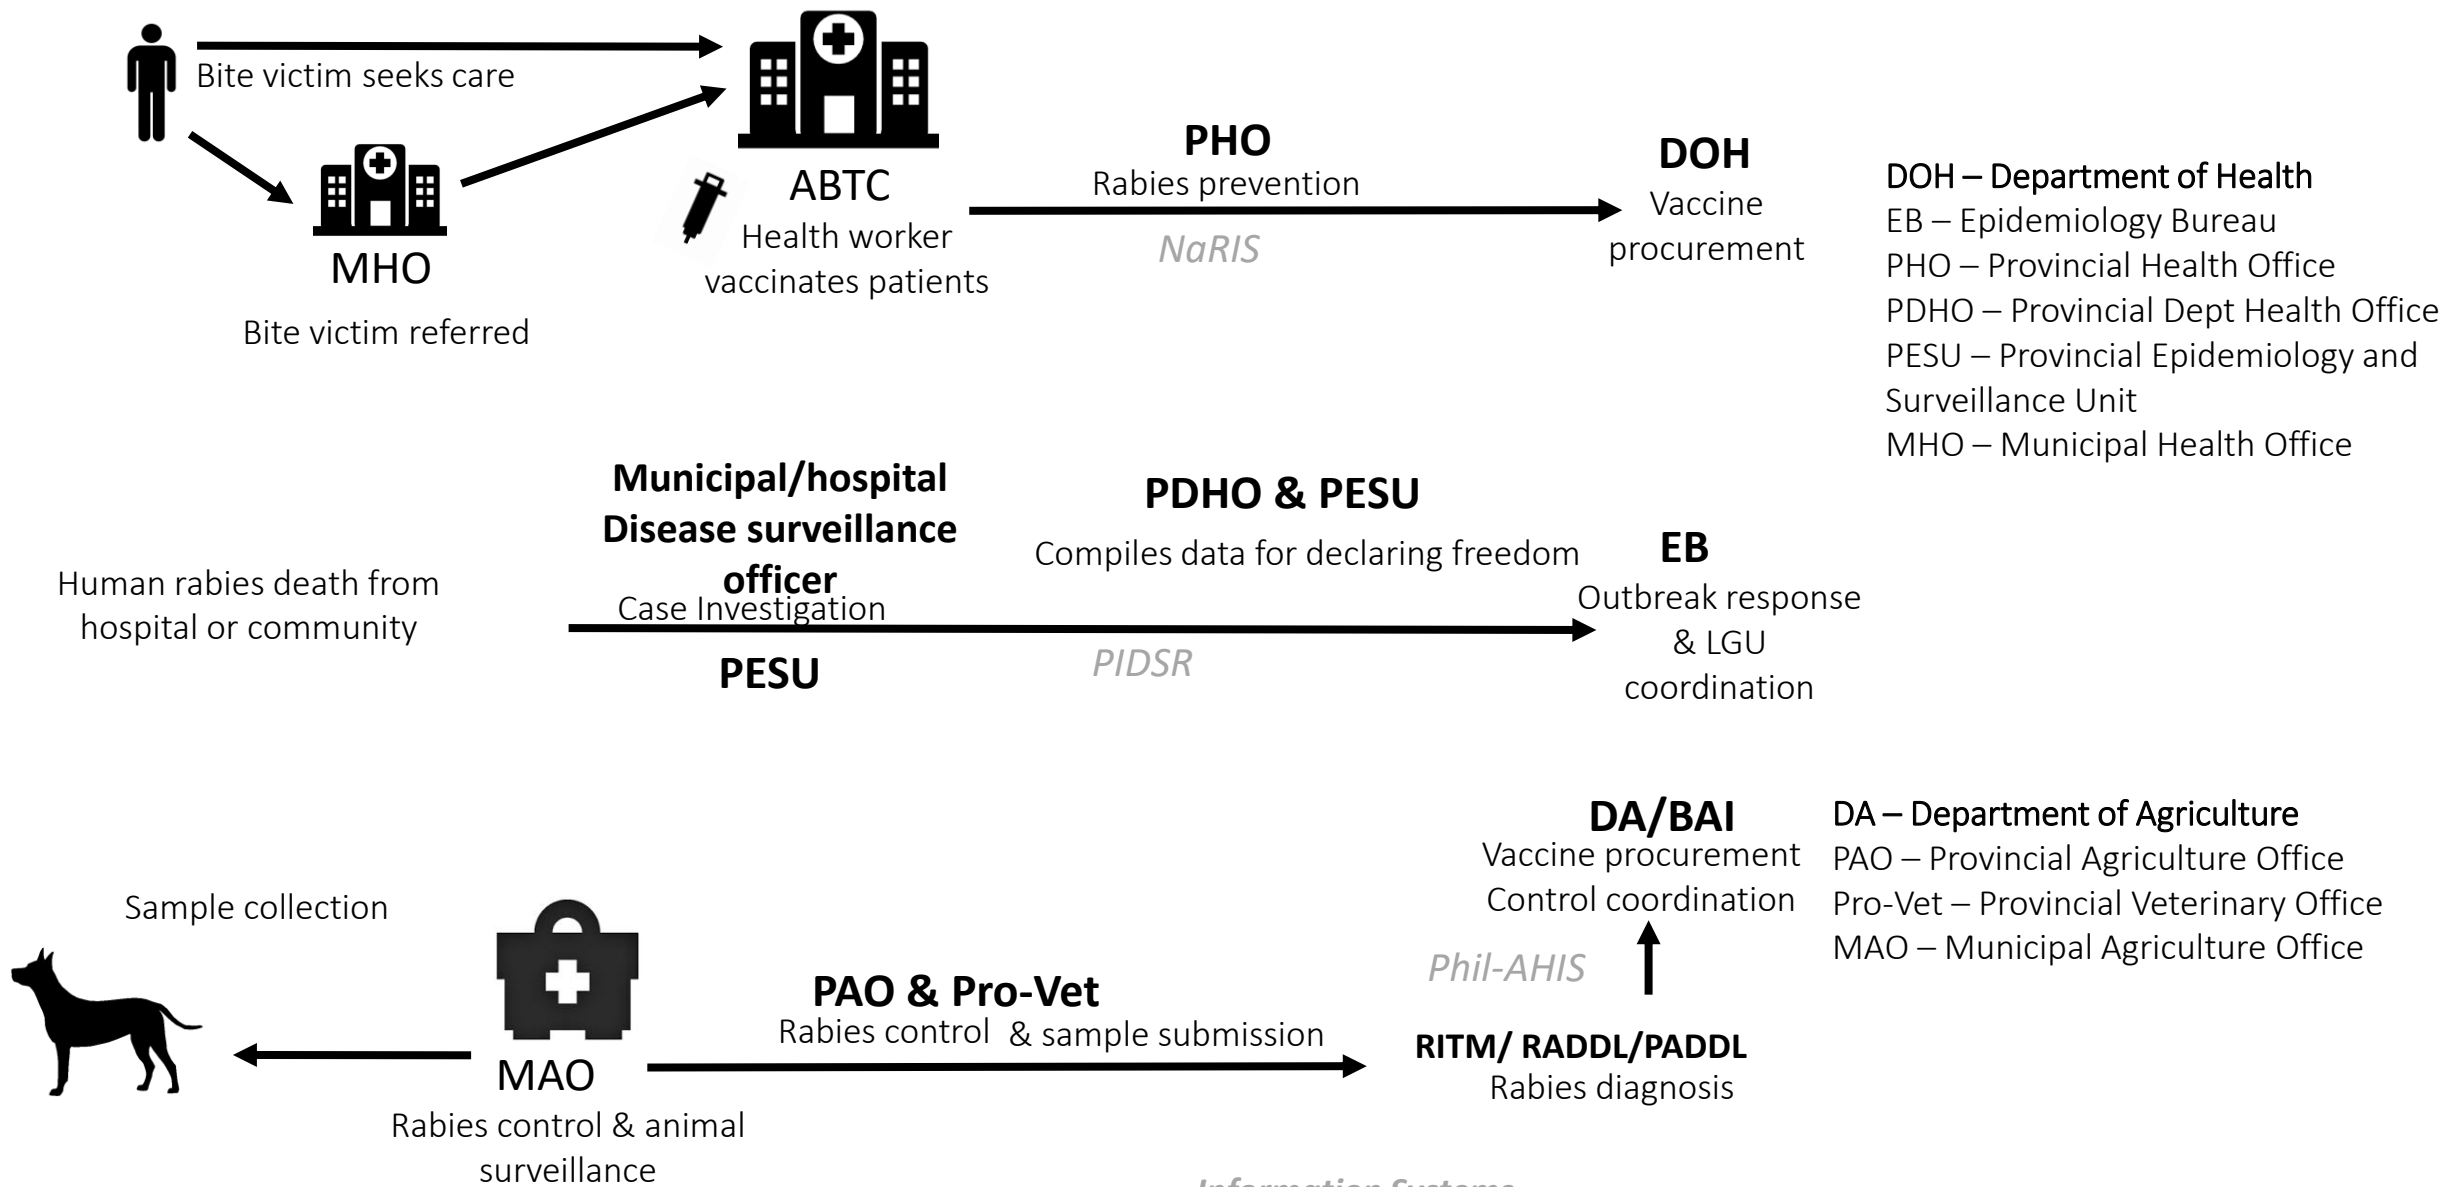 Bite victim seeks care
MHO
Bite victim referred
ABTC
Health worker
vaccinates patients
PHO
Rabies prevention
NaRIS
DOH
Vaccine
procurement
DOH – Department of Health
EB – Epidemiology Bureau
PHO – Provincial Health Office
PDHO – Provincial Dept Health Office
PESU – Provincial Epidemiology and
Surveillance Unit
MHO – Municipal Health Office
Human rabies death from
hospital or community
Municipal/hospital
Disease surveillance
officer
Case Investigation
PESU
PDHO & PESU
Compiles data for declaring freedom
PIDSR
EB
Outbreak response
& LGU
coordination
Sample collection
MAO
Rabies control & animal
surveillance
PAO & Pro-Vet
Rabies control & sample submission
DA/BAI
Vaccine procurement
Control coordination
Phil-AHIS
RITM/ RADDL/PADDL
Rabies diagnosis
DA – Department of Agriculture
PAO – Provincial Agriculture Office
Pro-Vet – Provincial Veterinary Office
MAO – Municipal Agriculture Office
Information Systems